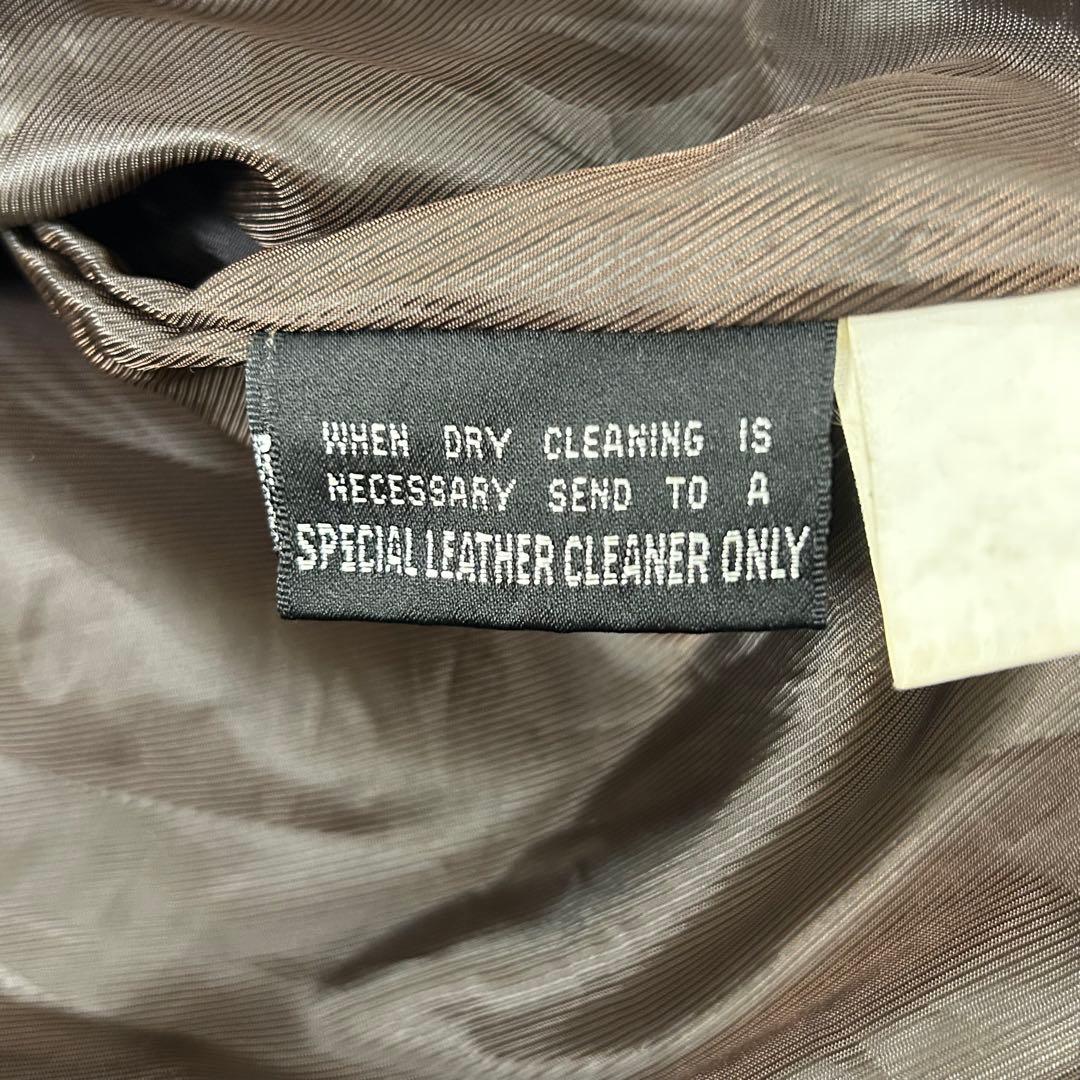 WHEN DRY CLEANING IS
NECESSARY SEND TO A
SPECIAL LEATHER CLEANER ONLY